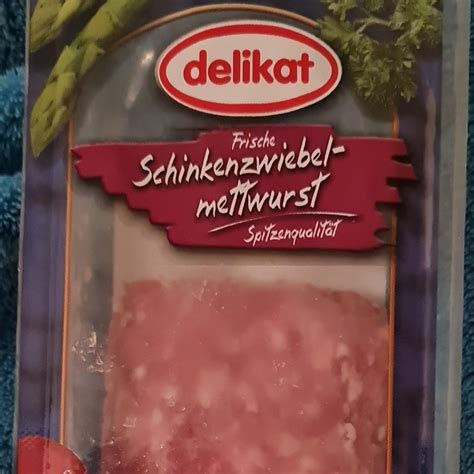 delikat
Frische
Schinkenzwiebel-
mettwurst
Spitzenqualität